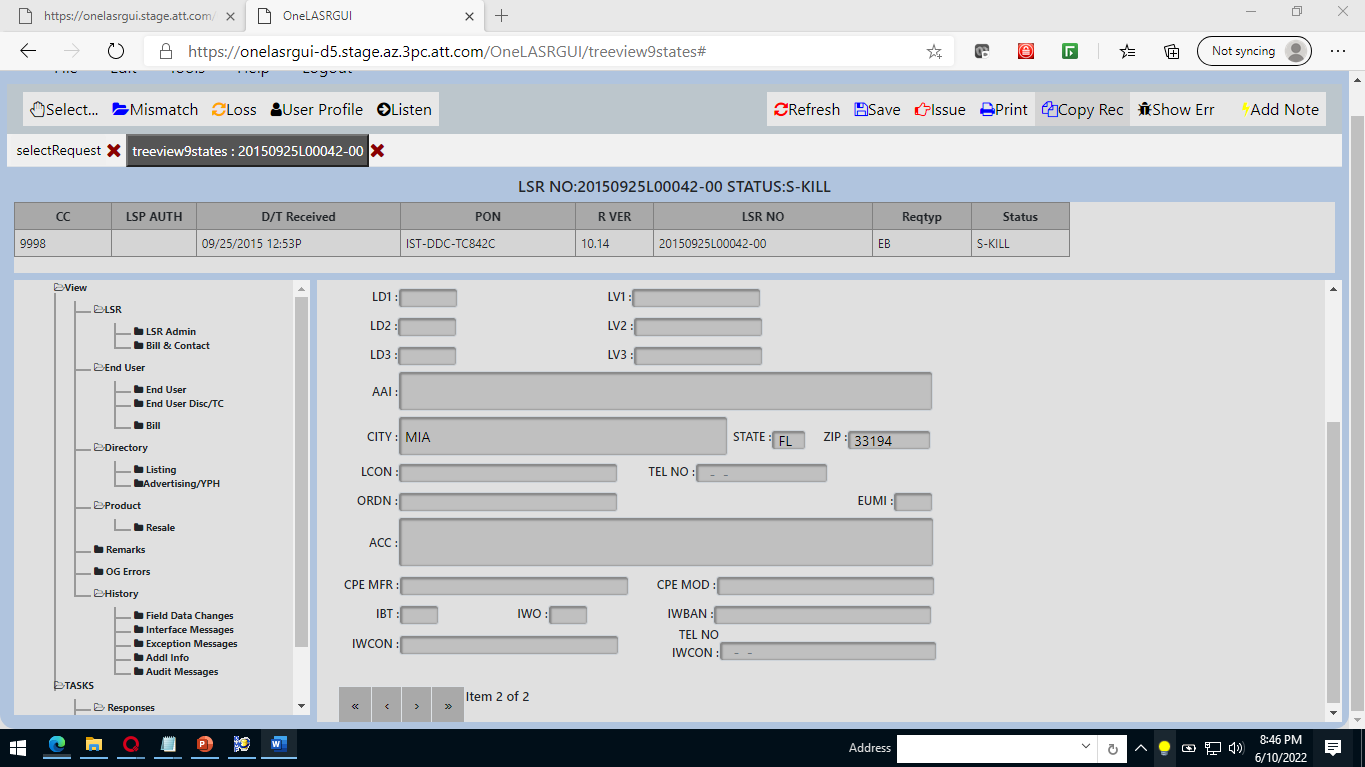 https://onelasrgui.stage.att.com/
OneLASRGUI
https://onelasrgui-d5.stage.az.3pc.att.com/OneLASRGUI/treeview9states#
Not syncing
File Edit Tools Help Logout
Select... Mismatch Loss User Profile Listen Refresh Save Issue Print Copy Rec Show Err Add Note
selectRequest treeview9states : 20150925L00042-00
LSR NO:20150925L00042-00 STATUS:S-KILL
CC LSP AUTH D/T Received PON R VER LSR NO Reqtyp Status
9998 09/25/2015 12:53P IST-DDC-TC842C 10.14 20150925L00042-00 EB S-KILL
View
LSR
LSR Admin
Bill & Contact
End User
End User
End User Disc/TC
Bill
Directory
Listing
Advertising/YPH
Product
Resale
Remarks
OG Errors
History
Field Data Changes
Interface Messages
Exception Messages
Addl Info
Audit Messages
TASKS
Responses
LD1 : LV1 :
LD2 : LV2 :
LD3 : LV3 :
AAI :
CITY : MIA STATE : FL ZIP : 33194
LCON : TEL NO : - -
ORDN : EUMI :
ACC :
CPE MFR : CPE MOD :
IBT : IWO : IWBAN :
IWCON : TEL NO
IWCON : - -
« ‹ › » Item 2 of 2
Address
8:46 PM
6/10/2022